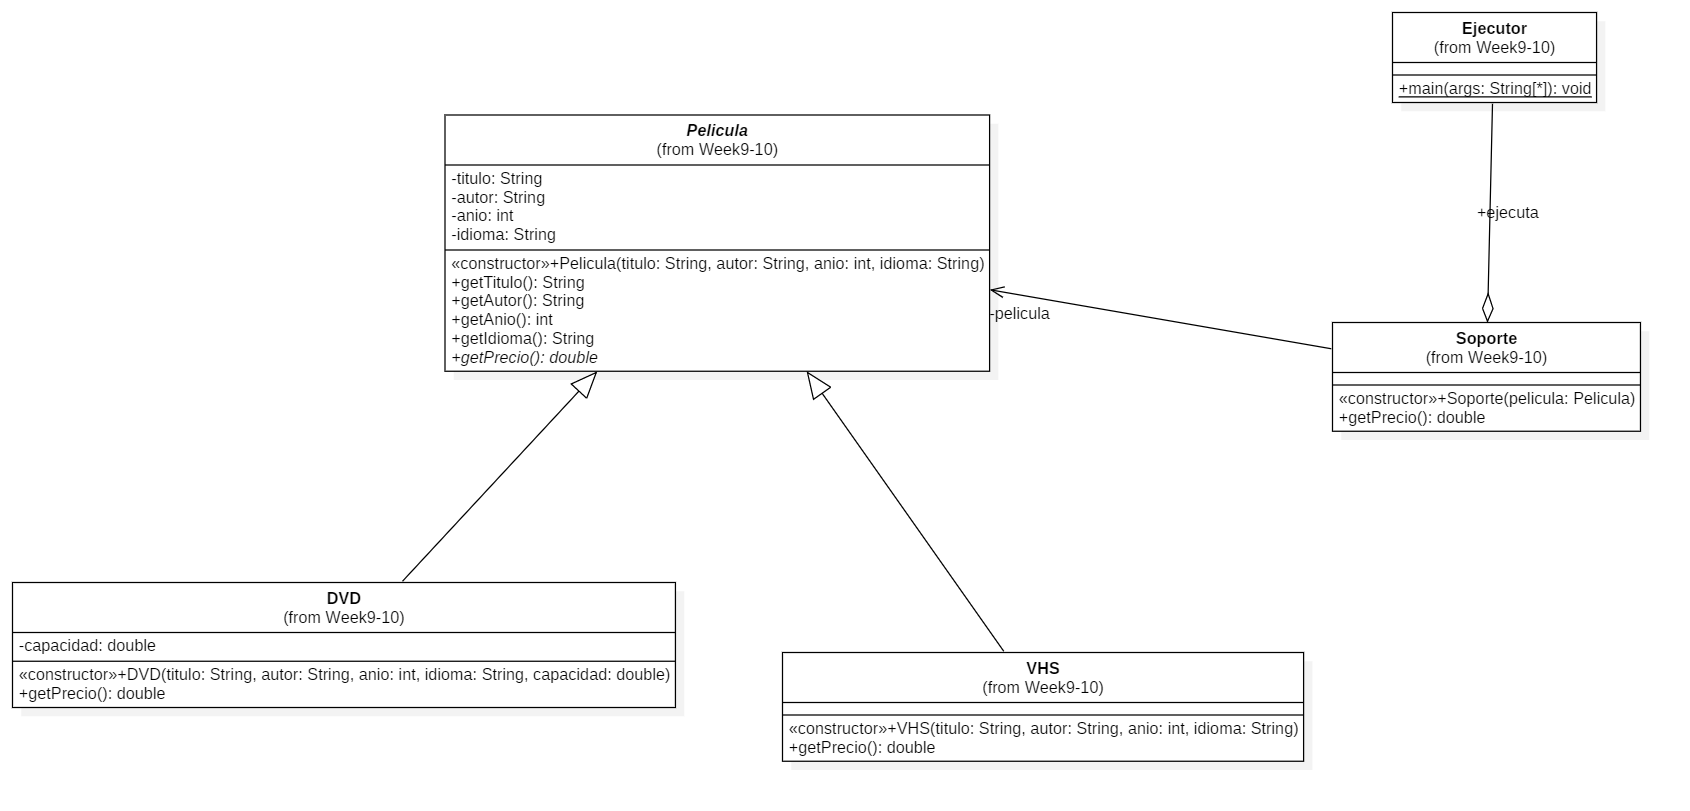 Ejecutor
(from Week9-10)
+main(args: String[*]): void
Pelicula
(from Week9-10)
-titulo: String
-autor: String
-anio: int
-idioma: String
«constructor»+Pelicula(titulo: String, autor: String, anio: int, idioma: String)
+getTitulo(): String
+getAutor(): String
+getAnio(): int
+getIdioma(): String
+getPrecio(): double
+ejecuta
-pelicula
Soporte
(from Week9-10)
«constructor»+Soporte(pelicula: Pelicula)
+getPrecio(): double
DVD
(from Week9-10)
-capacidad: double
«constructor»+DVD(titulo: String, autor: String, anio: int, idioma: String, capacidad: double)
+getPrecio(): double
VHS
(from Week9-10)
«constructor»+VHS(titulo: String, autor: String, anio: int, idioma: String)
+getPrecio(): double